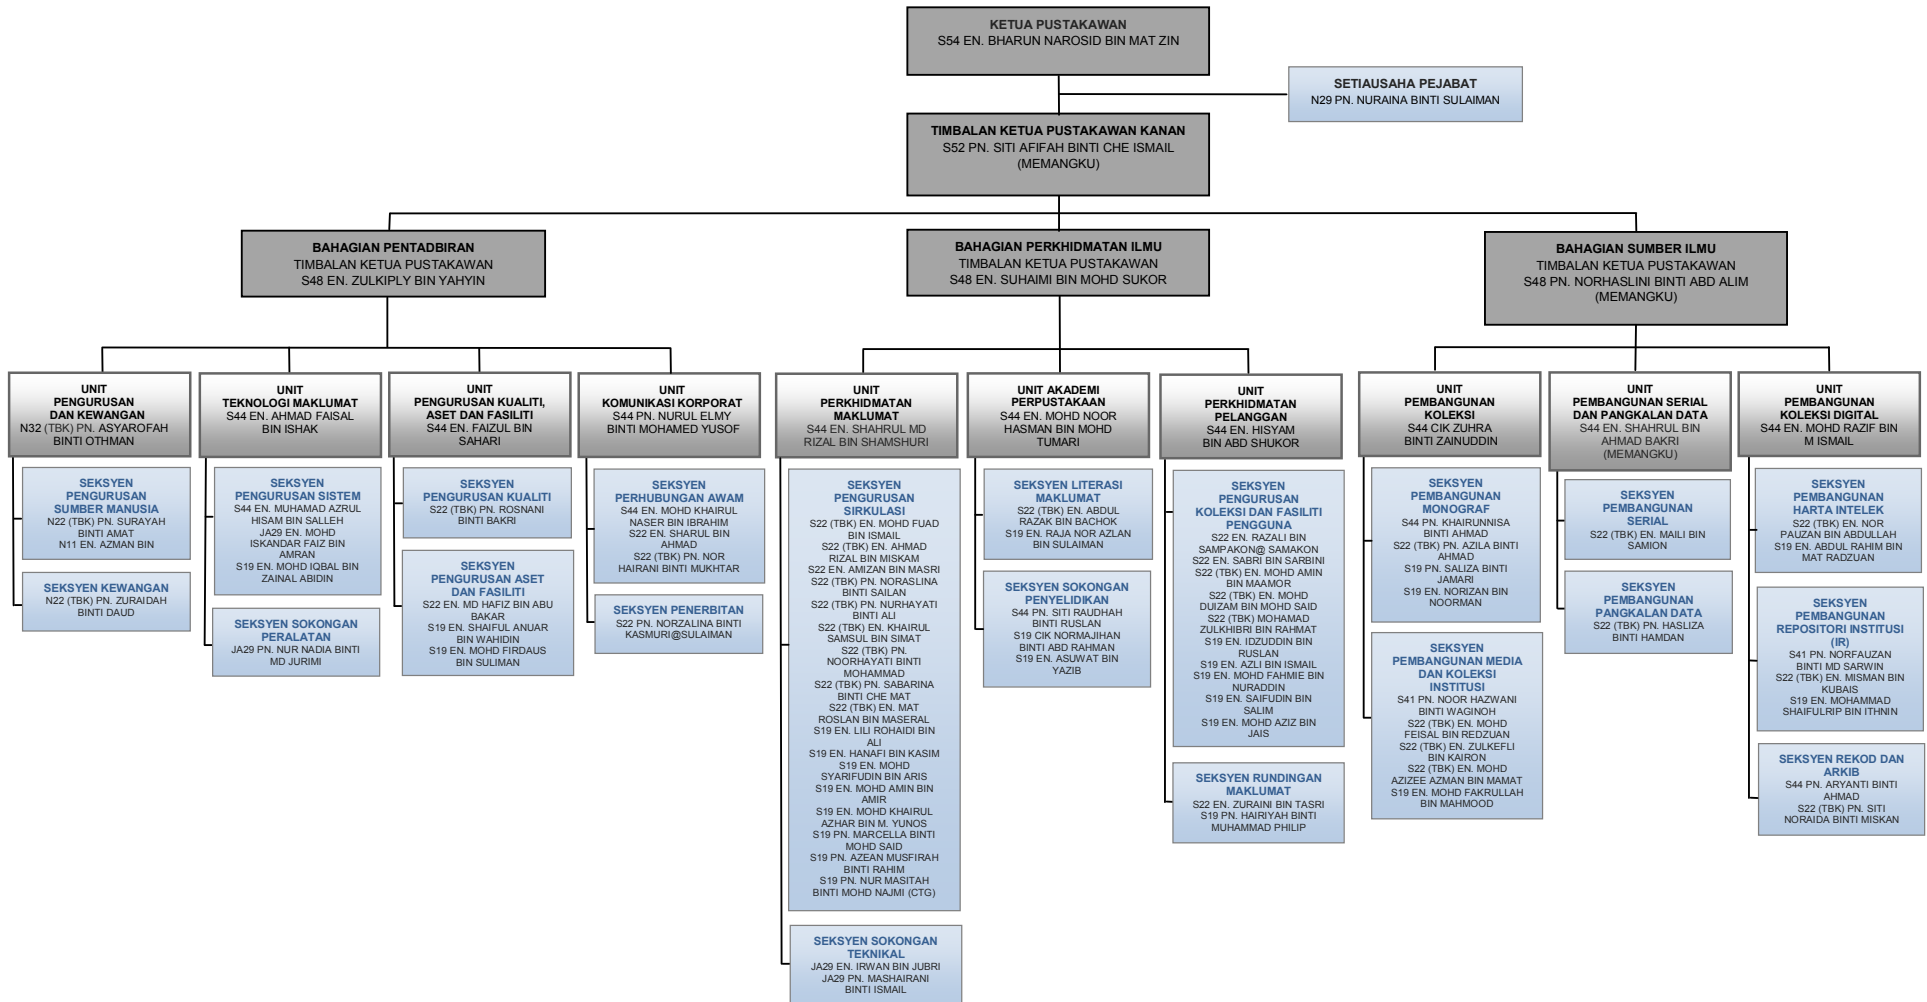 KETUA PUSTAKAWAN
S54 EN. BHARUN NAROSID BIN MAT ZIN
SETIAUSAHA PEJABAT
N29 PN. NURAINA BINTI SULAIMAN
TIMBALAN KETUA PUSTAKAWAN KANAN
S52 PN. SITI AFIFAH BINTI CHE ISMAIL
(MEMANGKU)
BAHAGIAN PENTADBIRAN
TIMBALAN KETUA PUSTAKAWAN
S48 EN. ZULKIPLY BIN YAHYIN
BAHAGIAN PERKHIDMATAN ILMU
TIMBALAN KETUA PUSTAKAWAN
S48 EN. SUHAIMI BIN MOHD SUKOR
BAHAGIAN SUMBER ILMU
TIMBALAN KETUA PUSTAKAWAN
S48 PN. NORHASLINI BINTI ABD ALIM
(MEMANGKU)
UNIT
PENGURUSAN
DAN KEWANGAN
N32 (TBK) PN. ASYAROFAH
BINTI OTHMAN
SEKSYEN
PENGURUSAN
SUMBER MANUSIA
N22 (TBK) PN. SURAYAH
BINTI AMAT
N11 EN. AZMAN BIN
SEKSYEN KEWANGAN
N22 (TBK) PN. ZURAIDAH
BINTI DAUD
UNIT
TEKNOLOGI MAKLUMAT
S44 EN. AHMAD FAISAL
BIN ISHAK
SEKSYEN
PENGURUSAN SISTEM
S44 EN. MUHAMAD AZRUL
HISAM BIN SALLEH
JA29 EN. MOHD
ISKANDAR FAIZ BIN
AMRAN
S19 EN. MOHD IQBAL BIN
ZAINAL ABIDIN
SEKSYEN SOKONGAN
PERALATAN
JA29 PN. NUR NADIA BINTI
MD JURIMI
UNIT
PENGURUSAN KUALITI,
ASET DAN FASILITI
S44 EN. FAIZUL BIN
SAHARI
SEKSYEN
PENGURUSAN KUALITI
S22 (TBK) PN. ROSNANI
BINTI BAKRI
SEKSYEN
PENGURUSAN ASET
DAN FASILITI
S22 EN. MD HAFIZ BIN ABU
BAKAR
S19 EN. SHAIFUL ANUAR
BIN WAHIDIN
S19 EN. MOHD FIRDAUS
BIN SULIMAN
UNIT
KOMUNIKASI KORPORAT
S44 PN. NURUL ELMY
BINTI MOHAMED YUSOF
SEKSYEN
PERHUBUNGAN AWAM
S44 EN. MOHD KHAIRUL
NASER BIN IBRAHIM
S22 EN. SHARUL BIN
AHMAD
S22 (TBK) PN. NOR
HAIRANI BINTI MUKHTAR
SEKSYEN PENERBITAN
S22 PN. NORZALINA BINTI
KASMURI@SULAIMAN
UNIT
PERKHIDMATAN
MAKLUMAT
S44 EN. SHAHRUL MD
RIZAL BIN SHAMSHURI
SEKSYEN
PENGURUSAN
SIRKULASI
S22 (TBK) EN. MOHD FUAD
BIN ISMAIL
S22 (TBK) EN. AHMAD
RIZAL BIN MISKAM
S22 EN. AMIZAN BIN MASRI
S22 (TBK) PN. NORASLINA
BINTI SAILAN
S22 (TBK) PN. NURHAYATI
BINTI ALI
S22 (TBK) EN. KHAIRUL
SAMSUL BIN SIMAT
S22 (TBK) PN.
NOORHAYATI BINTI
MOHAMMAD
S22 (TBK) PN. SABARINA
BINTI CHE MAT
S22 (TBK) EN. MAT
ROSLAN BIN MASERAL
S19 EN. LILI ROHAIDI BIN
ALI
S19 EN. HANAFI BIN KASIM
S19 EN. MOHD
SYARIFUDIN BIN ARIS
S19 EN. MOHD AMIN BIN
AMIR
S19 EN. MOHD KHAIRUL
AZHAR BIN M. YUNOS
S19 PN. MARCELLA BINTI
MOHD SAID
S19 PN. AZEAN MUSFIRAH
BINTI RAHIM
S19 PN. NUR MASITAH
BINTI MOHD NAJMI (CTG)
SEKSYEN SOKONGAN
TEKNIKAL
JA29 EN. IRWAN BIN JUBRI
JA29 PN. MASHAIRANI
BINTI ISMAIL
UNIT AKADEMI
PERPUSTAKAAN
S44 EN. MOHD NOOR
HASMAN BIN MOHD
TUMARI
SEKSYEN LITERASI
MAKLUMAT
S22 (TBK) EN. ABDUL
RAZAK BIN BACHOK
S19 EN. RAJA NOR AZLAN
BIN SULAIMAN
SEKSYEN SOKONGAN
PENYELIDIKAN
S44 PN. SITI RAUDHAH
BINTI RUSLAN
S19 CIK NORMAJIHAN
BINTI ABD RAHMAN
S19 EN. ASUWAT BIN
YAZIB
UNIT
PERKHIDMATAN
PELANGGAN
S44 EN. HISYAM
BIN ABD SHUKOR
SEKSYEN
PENGURUSAN
KOLEKSI DAN FASILITI
PENGGUNA
S22 EN. RAZALI BIN
SAMPAKON@ SAMAKON
S22 EN. SABRI BIN SARBINI
S22 (TBK) EN. MOHD AMIN
BIN MAAMOR
S22 (TBK) EN. MOHD
DUIZAM BIN MOHD SAID
S22 (TBK) MOHAMAD
ZULKHIBRI BIN RAHMAT
S19 EN. IDZUDDIN BIN
RUSLAN
S19 EN. AZLI BIN ISMAIL
S19 EN. MOHD FAHMIE BIN
NURADDIN
S19 EN. SAIFUDIN BIN
SALIM
S19 EN. MOHD AZIZ BIN
JAIS
SEKSYEN RUNDINGAN
MAKLUMAT
S22 EN. ZURAINI BIN TASRI
S19 PN. HAIRIYAH BINTI
MUHAMMAD PHILIP
UNIT
PEMBANGUNAN
KOLEKSI
S44 CIK ZUHRA
BINTI ZAINUDDIN
SEKSYEN
PEMBANGUNAN
MONOGRAF
S44 PN. KHAIRUNNISA
BINTI AHMAD
S22 (TBK) PN. AZILA BINTI
AHMAD
S19 PN. SALIZA BINTI
JAMARI
S19 EN. NORIZAN BIN
NOORMAN
SEKSYEN
PEMBANGUNAN MEDIA
DAN KOLEKSI
INSTITUSI
S41 PN. NOOR HAZWANI
BINTI WAGINOH
S22 (TBK) EN. MOHD
FEISAL BIN REDZUAN
S22 (TBK) EN. ZULKEFLI
BIN KAIRON
S22 (TBK) EN. MOHD
AZIZEE AZMAN BIN MAMAT
S19 EN. MOHD FAKRULLAH
BIN MAHMOOD
UNIT
PEMBANGUNAN SERIAL
DAN PANGKALAN DATA
S44 EN. SHAHRUL BIN
AHMAD BAKRI
(MEMANGKU)
SEKSYEN
PEMBANGUNAN
SERIAL
S22 (TBK) EN. MAILI BIN
SAMION
SEKSYEN
PEMBANGUNAN
PANGKALAN DATA
S22 (TBK) PN. HASLIZA
BINTI HAMDAN
UNIT
PEMBANGUNAN
KOLEKSI DIGITAL
S44 EN. MOHD RAZIF BIN
M ISMAIL
SEKSYEN
PEMBANGUNAN
HARTA INTELEK
S22 (TBK) EN. NOR
PAUZAN BIN ABDULLAH
S19 EN. ABDUL RAHIM BIN
MAT RADZUAN
SEKSYEN
PEMBANGUNAN
REPOSITORI INSTITUSI
(IR)
S41 PN. NORFAUZAN
BINTI MD SARWIN
S22 (TBK) EN. MISMAN BIN
KUBAIS
S19 EN. MOHAMMAD
SHAIFULRIP BIN ITHNIN
SEKSYEN REKOD DAN
ARKIB
S44 PN. ARYANTI BINTI
AHMAD
S22 (TBK) PN. SITI
NORAIDA BINTI MISKAN